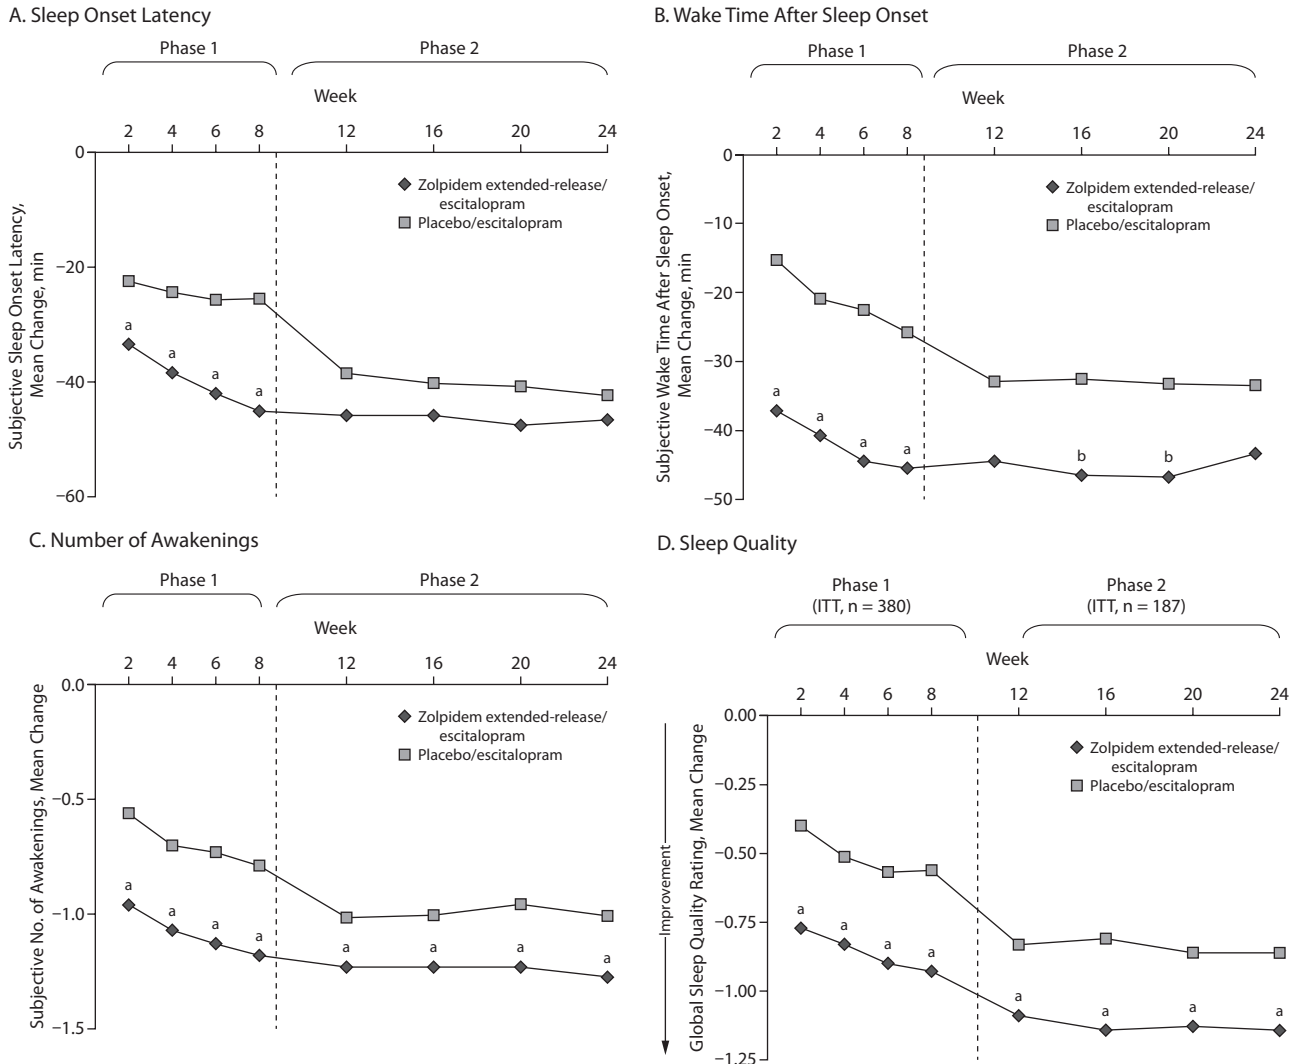 A. Sleep Onset Latency
Phase 1
Phase 2
Week
2 4 6 8 12 16 20 24
0
−20
−40
−60
Subjective Sleep Onset Latency,
Mean Change, min
Zolpidem extended-release/
escitalopram
Placebo/escitalopram
a
a
a
a
B. Wake Time After Sleep Onset
Phase 1
Phase 2
Week
2 4 6 8 12 16 20 24
0
−10
−20
−30
−40
−50
Subjective Wake Time After Sleep Onset,
Mean Change, min
Zolpidem extended-release/
escitalopram
Placebo/escitalopram
a
a
a
a
b
b
C. Number of Awakenings
Phase 1
Phase 2
Week
2 4 6 8 12 16 20 24
0.0
−0.5
−1.0
−1.5
Subjective No. of Awakenings, Mean Change
Zolpidem extended-release/
escitalopram
Placebo/escitalopram
a
a
a
a
a
a
a
a
D. Sleep Quality
Phase 1
(ITT, n = 380)
Phase 2
(ITT, n = 187)
Week
2 4 6 8 12 16 20 24
0.00
−0.25
−0.50
−0.75
−1.00
−1.25
Improvement
Global Sleep Quality Rating, Mean Change
Zolpidem extended-release/
escitalopram
Placebo/escitalopram
a
a
a
a
a
a
a
a